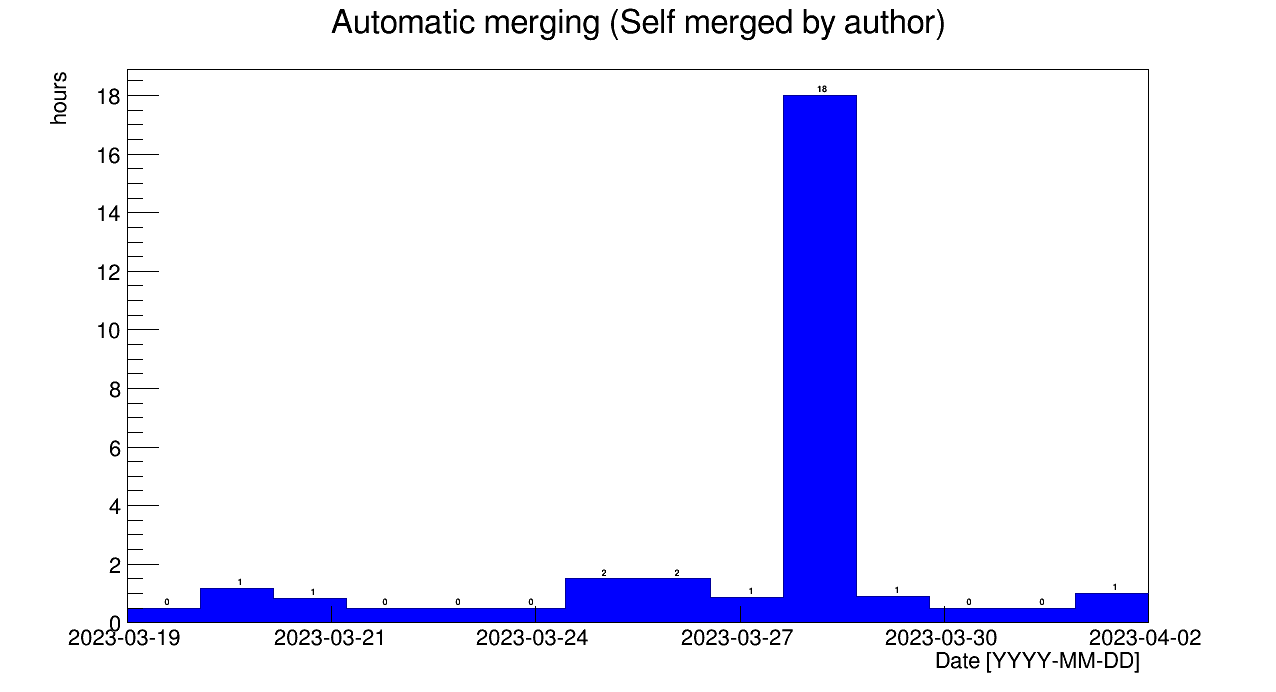 Automatic merging (Self merged by author)
hours
18
16
14
12
10
8
6
4
2
0
0 1 1 0 0 0 2 2 1 18 1 0 0 1
2023-03-19 2023-03-21 2023-03-24 2023-03-27 2023-03-30 2023-04-02
Date [YYYY-MM-DD]